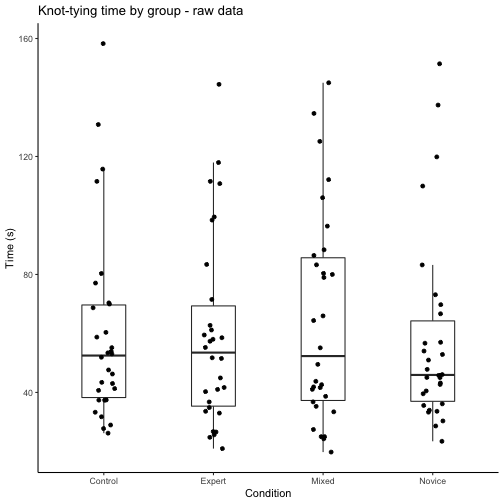 Knot-tying time by group - raw data
160
120
80
40
Time (s)
Control
Expert
Mixed
Novice
Condition